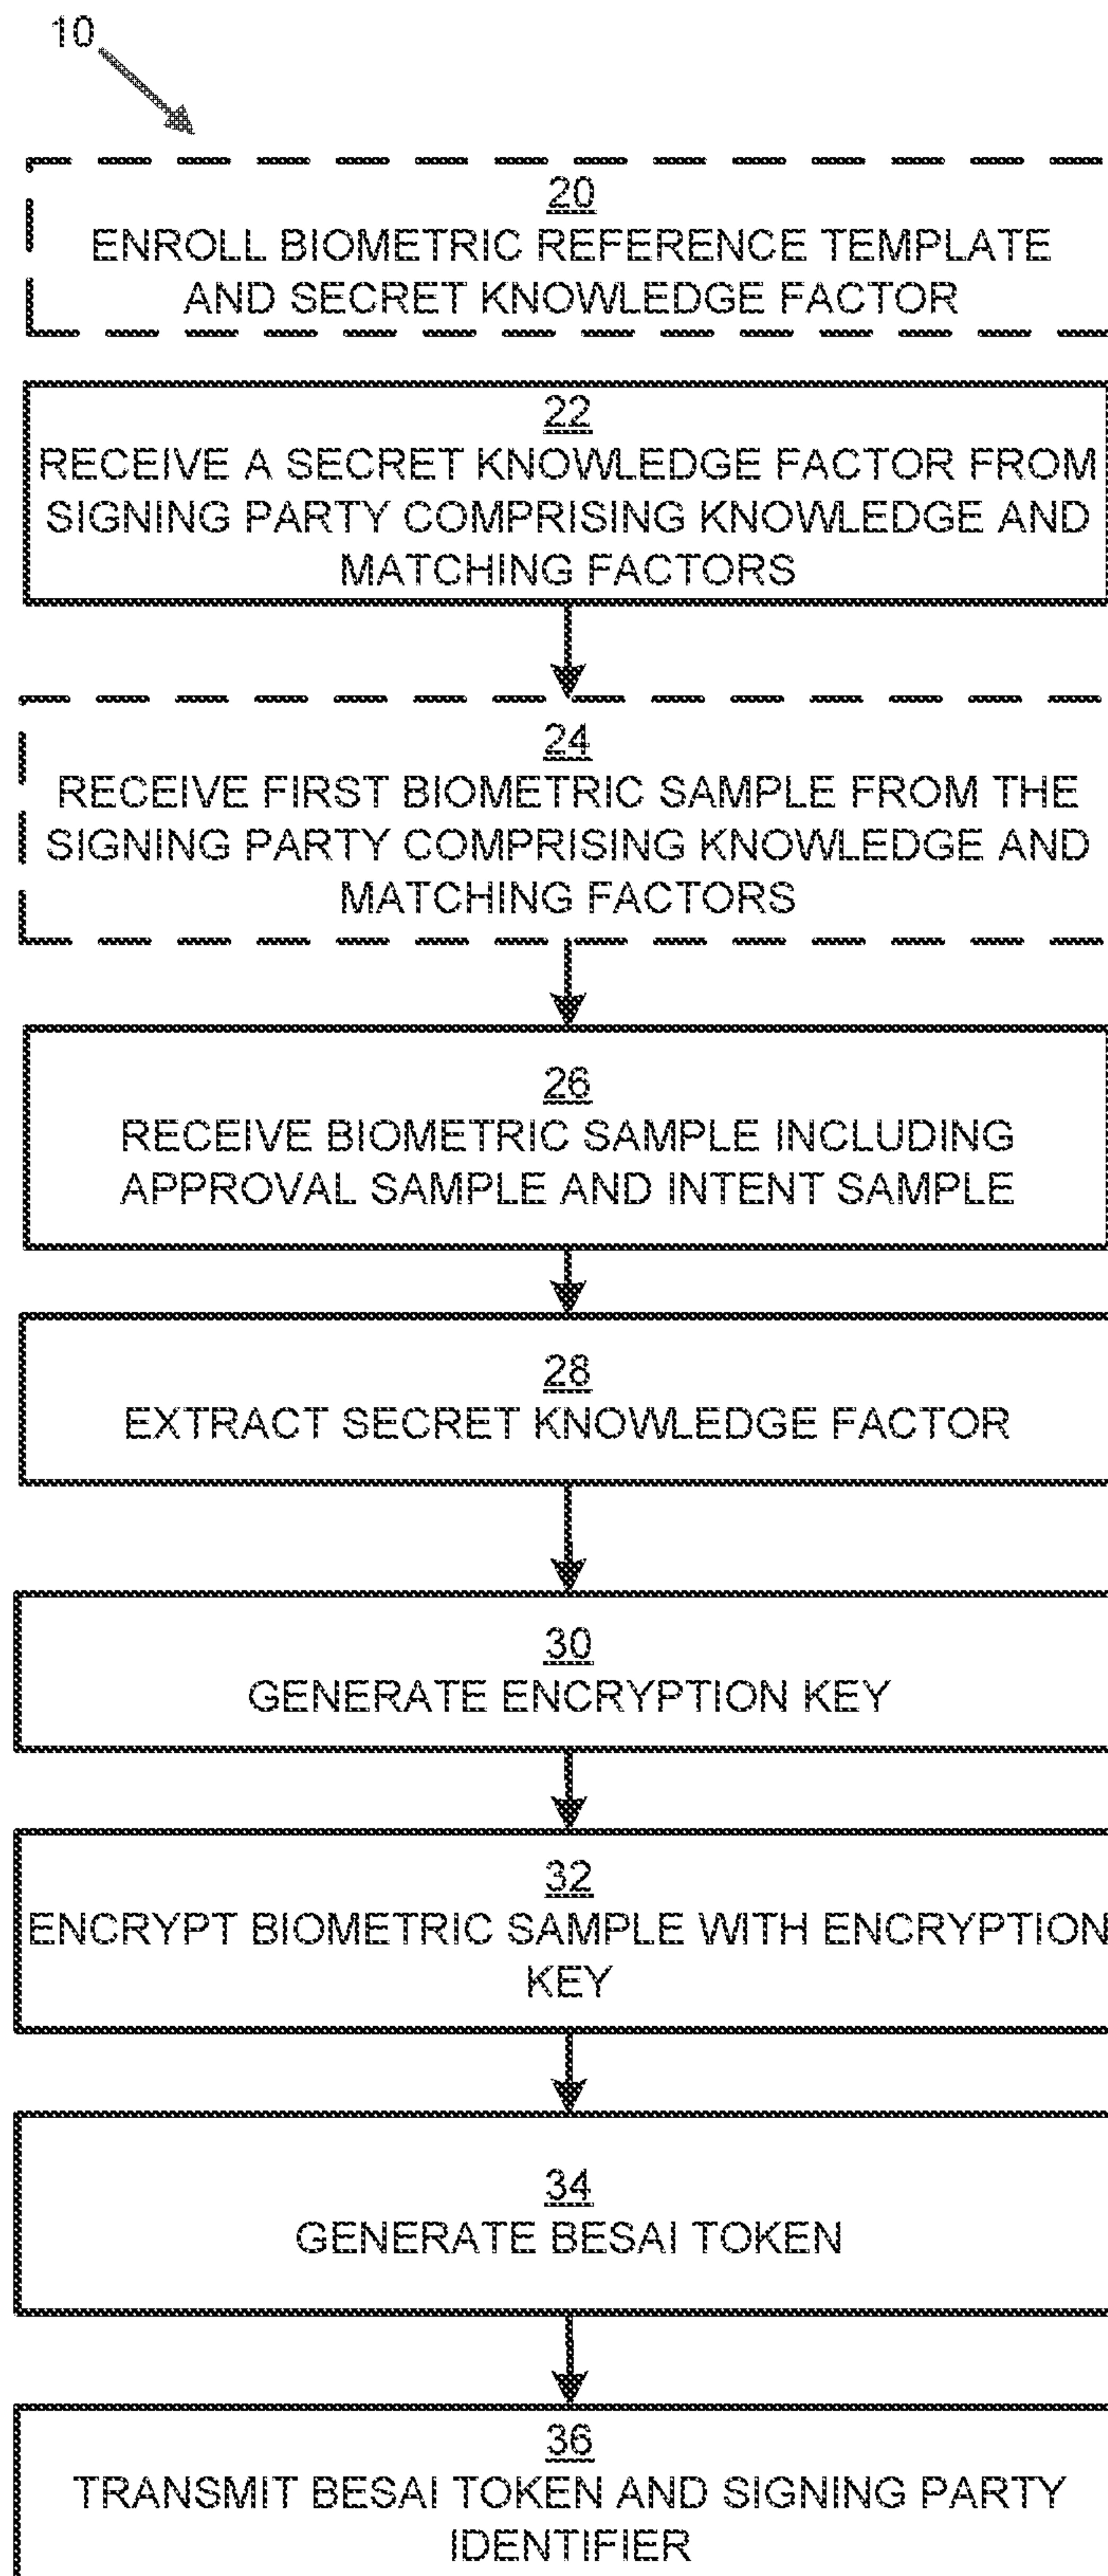 10
20
ENROLL BIOMETRIC REFERENCE TEMPLATE
AND SECRET KNOWLEDGE FACTOR
22
RECEIVE A SECRET KNOWLEDGE FACTOR FROM
SIGNING PARTY COMPRISING KNOWLEDGE AND
MATCHING FACTORS
24
RECEIVE FIRST BIOMETRIC SAMPLE FROM THE
SIGNING PARTY COMPRISING KNOWLEDGE AND
MATCHING FACTORS
26
RECEIVE BIOMETRIC SAMPLE INCLUDING
APPROVAL SAMPLE AND INTENT SAMPLE
28
EXTRACT SECRET KNOWLEDGE FACTOR
30
GENERATE ENCRYPTION KEY
32
ENCRYPT BIOMETRIC SAMPLE WITH ENCRYPTION
KEY
34
GENERATE BESAI TOKEN
36
TRANSMIT BESAI TOKEN AND SIGNING PARTY
IDENTIFIER